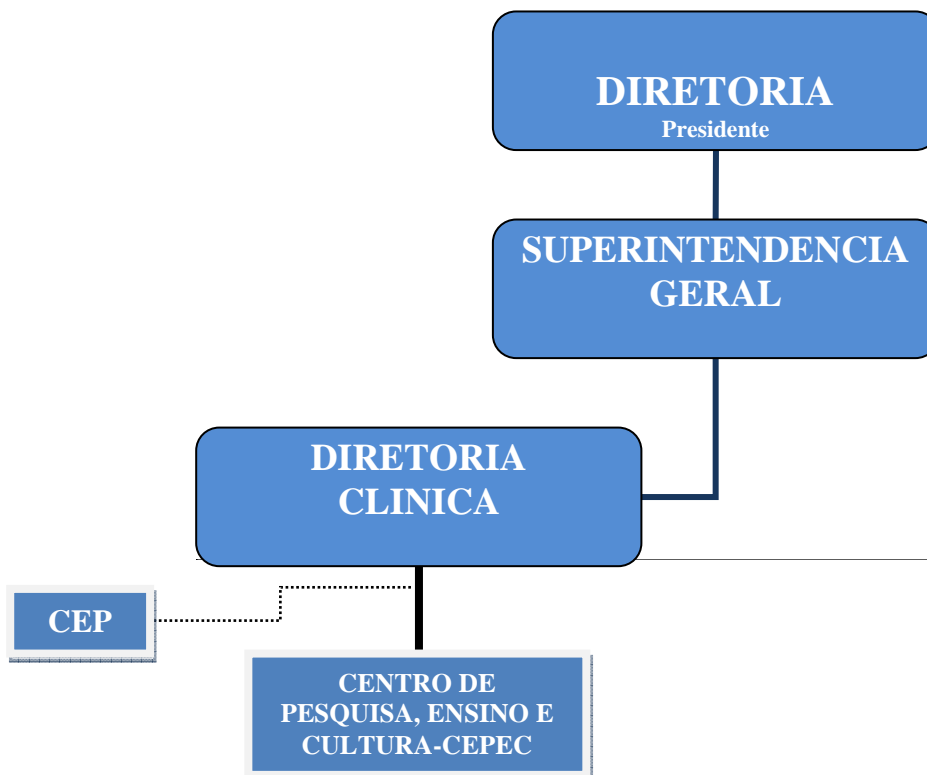 DIRETORIA
Presidente
SUPERINTENDENCIA
GERAL
DIRETORIA
CLINICA
CEP
CENTRO DE
PESQUISA, ENSINO E
CULTURA-CEPEC